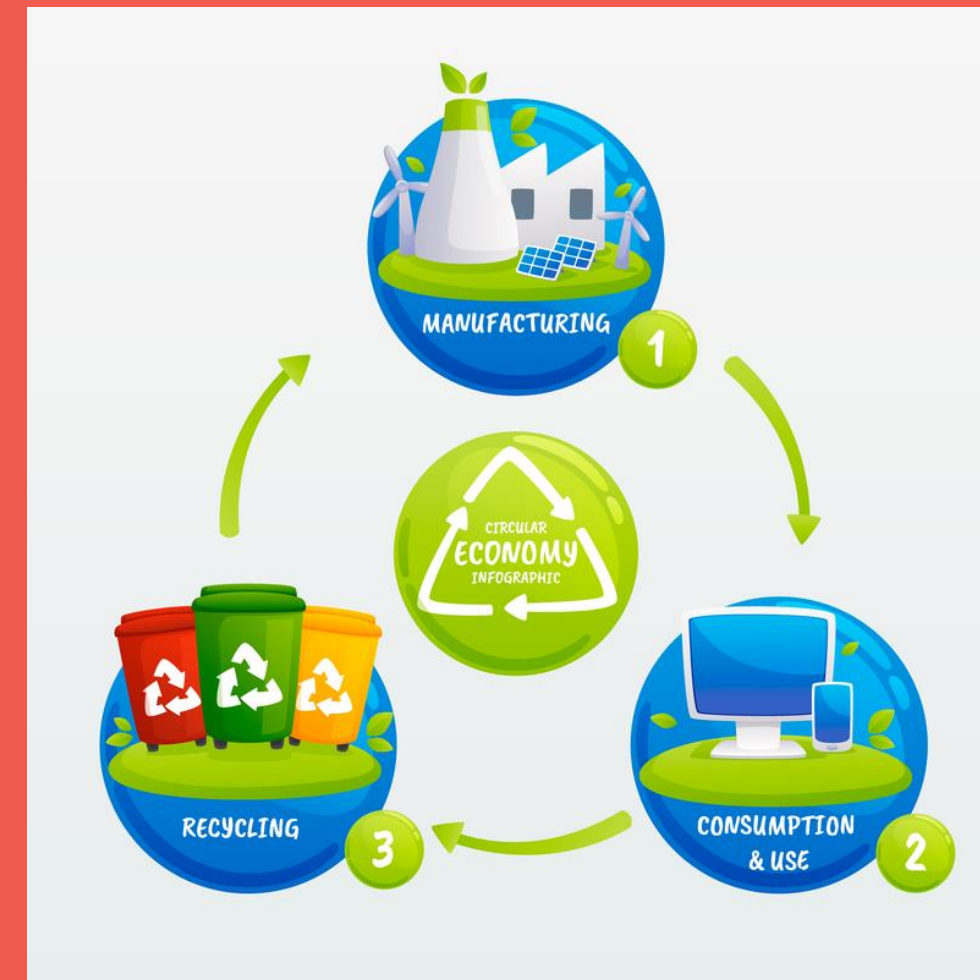 MANUFACTURING
1
CIRCULAR
ECONOMY
INFOGRAPHIC
RECYCLING
3
CONSUMPTION
& USE
2